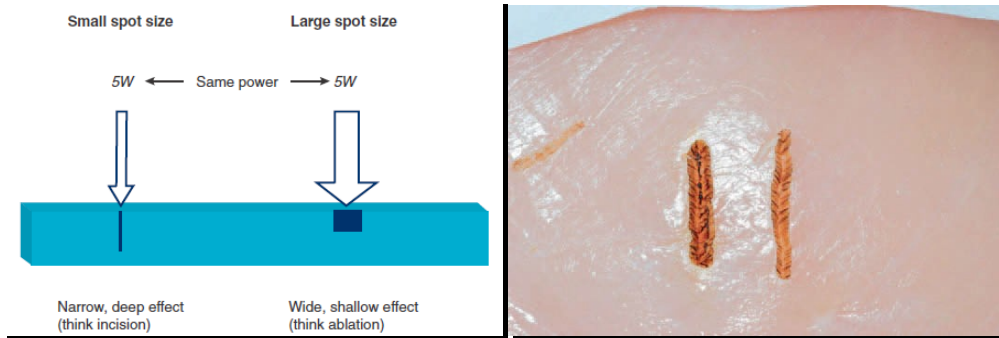 Small spot size
Large spot size
5W
Same power
5W
Narrow, deep effect
(think incision)
Wide, shallow effect
(think ablation)